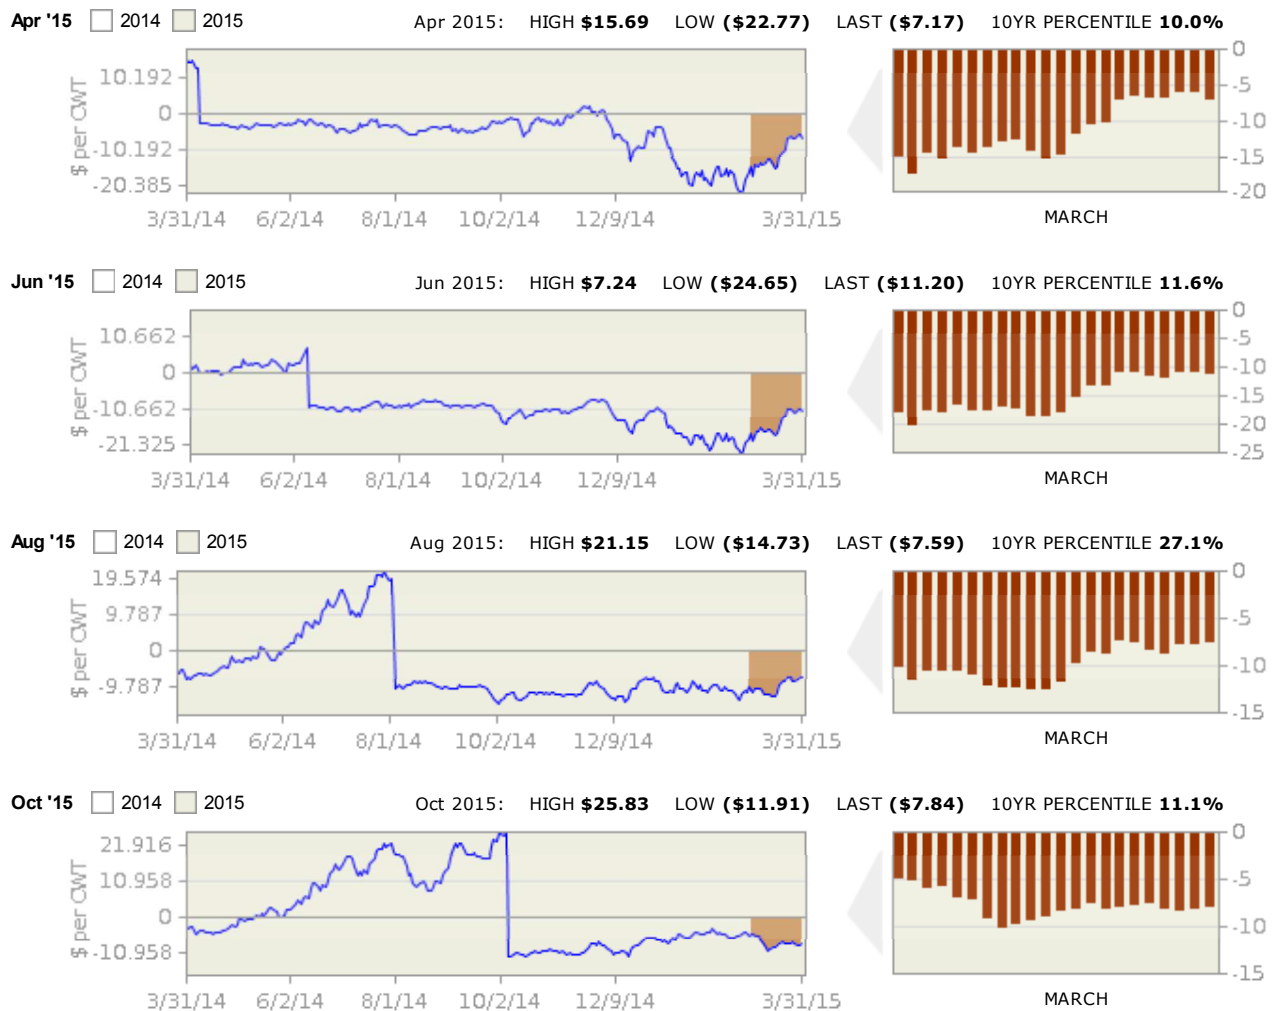 Apr '15 2014 2015 Apr 2015: HIGH $15.69 LOW ($22.77) LAST ($7.17) 10YR PERCENTILE 10.0%
$ per CWT
10.192
0
-10.192
-20.385
3/31/14 6/2/14 8/1/14 10/2/14 12/9/14 3/31/15
0
-5
-10
-15
-20
MARCH
Jun '15 2014 2015 Jun 2015: HIGH $7.24 LOW ($24.65) LAST ($11.20) 10YR PERCENTILE 11.6%
$ per CWT
10.662
0
-10.662
-21.325
3/31/14 6/2/14 8/1/14 10/2/14 12/9/14 3/31/15
0
-5
-10
-15
-20
-25
MARCH
Aug '15 2014 2015 Aug 2015: HIGH $21.15 LOW ($14.73) LAST ($7.59) 10YR PERCENTILE 27.1%
$ per CWT
19.574
9.787
0
-9.787
3/31/14 6/2/14 8/1/14 10/2/14 12/9/14 3/31/15
0
-5
-10
-15
MARCH
Oct '15 2014 2015 Oct 2015: HIGH $25.83 LOW ($11.91) LAST ($7.84) 10YR PERCENTILE 11.1%
$ per CWT
21.916
10.958
0
-10.958
3/31/14 6/2/14 8/1/14 10/2/14 12/9/14 3/31/15
0
-5
-10
-15
MARCH